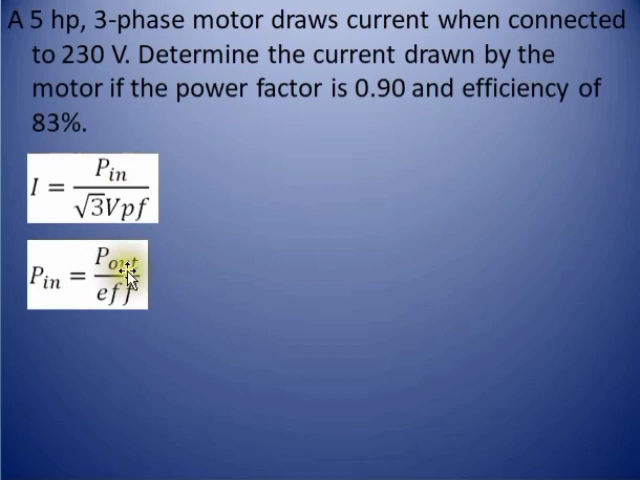 A 5 hp, 3-phase motor draws current when connected
to 230 V. Determine the current drawn by the
motor if the power factor is 0.90 and efficiency of
83%.
I = P_in / √3Vpf
P_in = P_out / eff